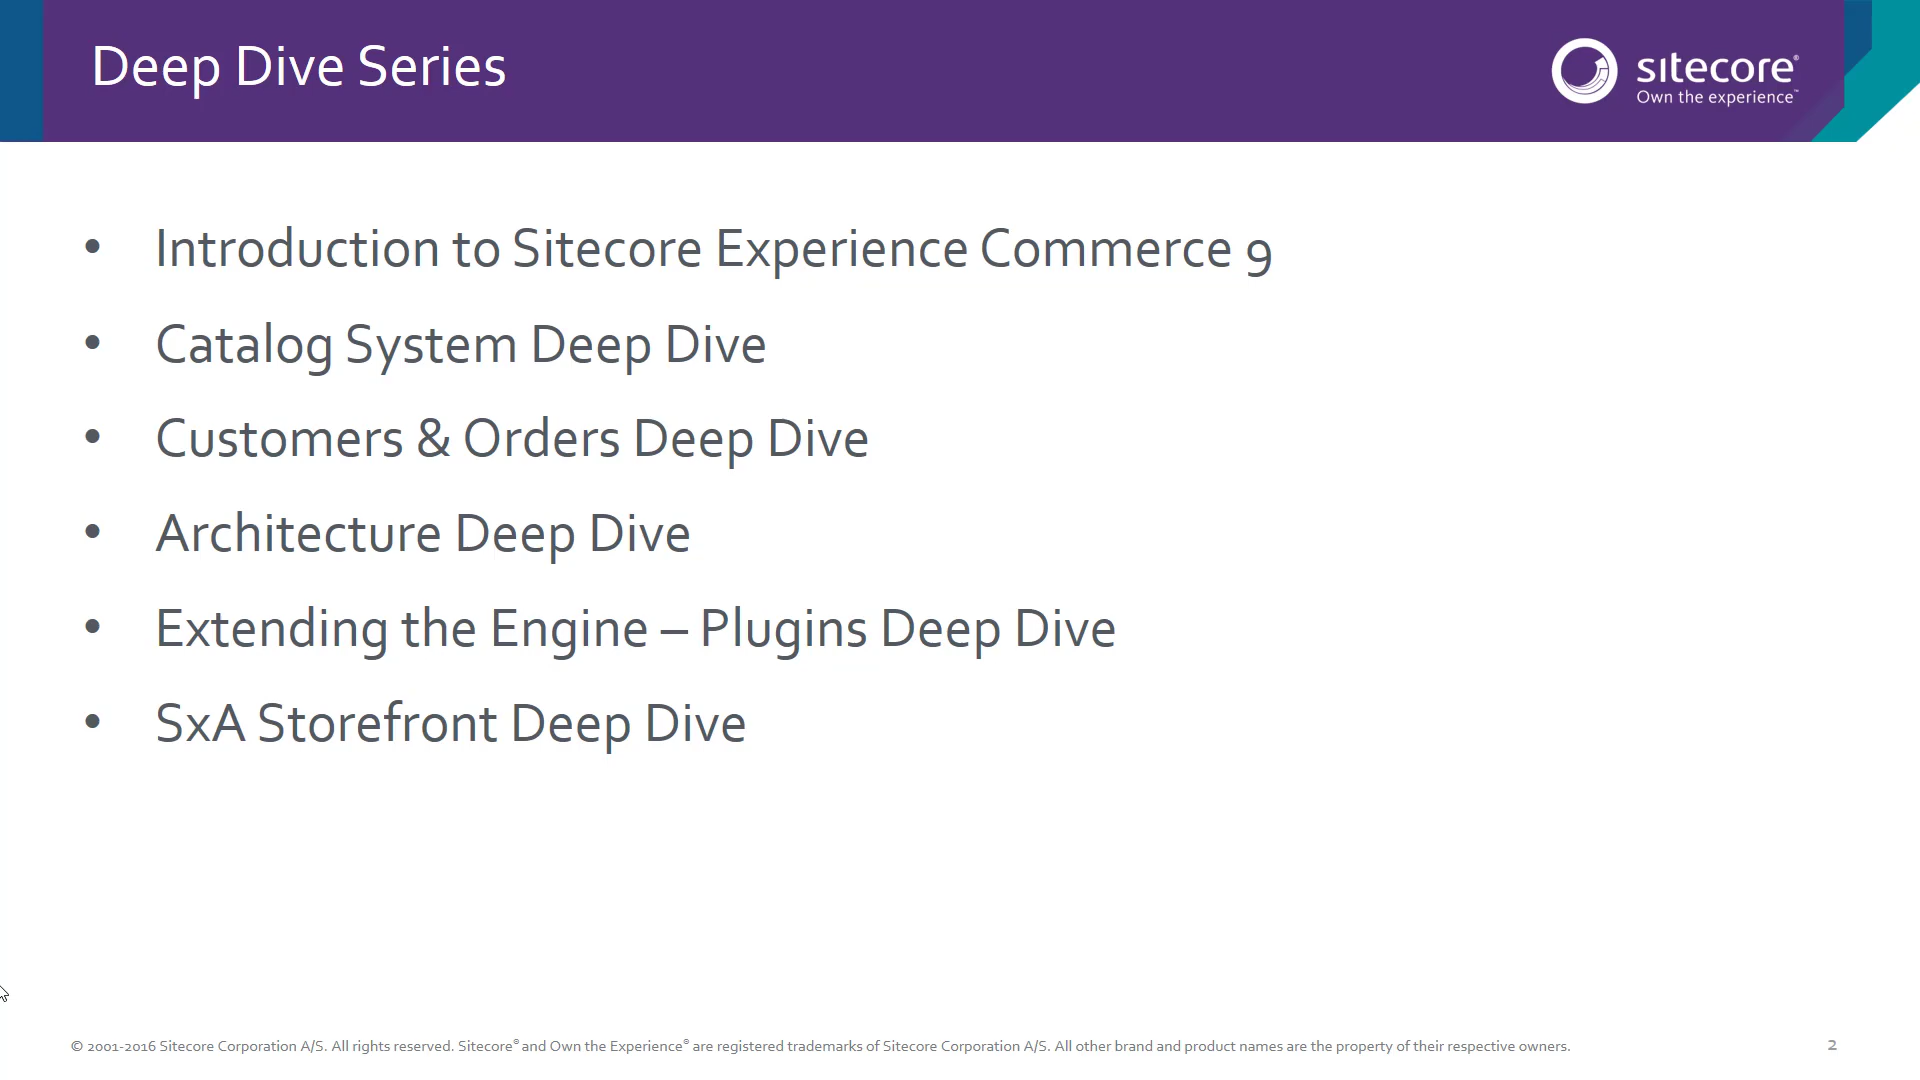 Deep Dive Series
sitecore®
Own the experience™
• Introduction to Sitecore Experience Commerce 9
• Catalog System Deep Dive
• Customers & Orders Deep Dive
• Architecture Deep Dive
• Extending the Engine – Plugins Deep Dive
• SxA Storefront Deep Dive
© 2001-2016 Sitecore Corporation A/S. All rights reserved. Sitecore® and Own the Experience® are registered trademarks of Sitecore Corporation A/S. All other brand and product names are the property of their respective owners.
2